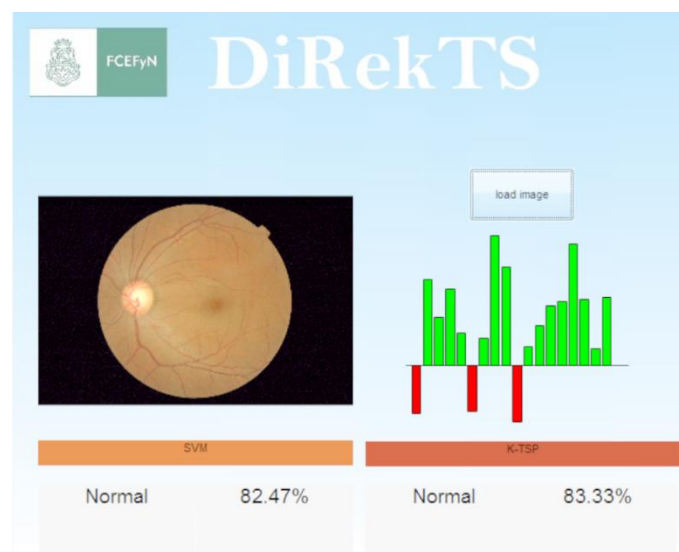 FCEFyN
DiRekTS
load image
SVM
K-TSP
Normal 82.47%
Normal 83.33%